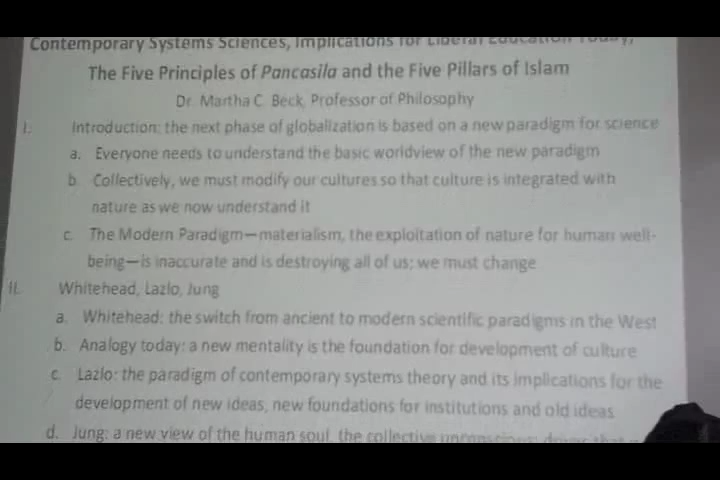 Contemporary Systems Sciences, Implications for Liberal Education Today,
The Five Principles of Pancasila and the Five Pillars of Islam
Dr. Martha C. Beck, Professor of Philosophy
I. Introduction: the next phase of globalization is based on a new paradigm for science
a. Everyone needs to understand the basic worldview of the new paradigm
b. Collectively, we must modify our cultures so that culture is integrated with
nature as we now understand it
c. The Modern Paradigm—materialism, the exploitation of nature for human well-
being—is inaccurate and is destroying all of us; we must change
II. Whitehead, Lazlo, Jung
a. Whitehead: the switch from ancient to modern scientific paradigms in the West
b. Analogy today: a new mentality is the foundation for development of culture
c. Lazlo: the paradigm of contemporary systems theory and its implications for the
development of new ideas, new foundations for institutions and old ideas
d. Jung: a new view of the human soul, the collective unconscious